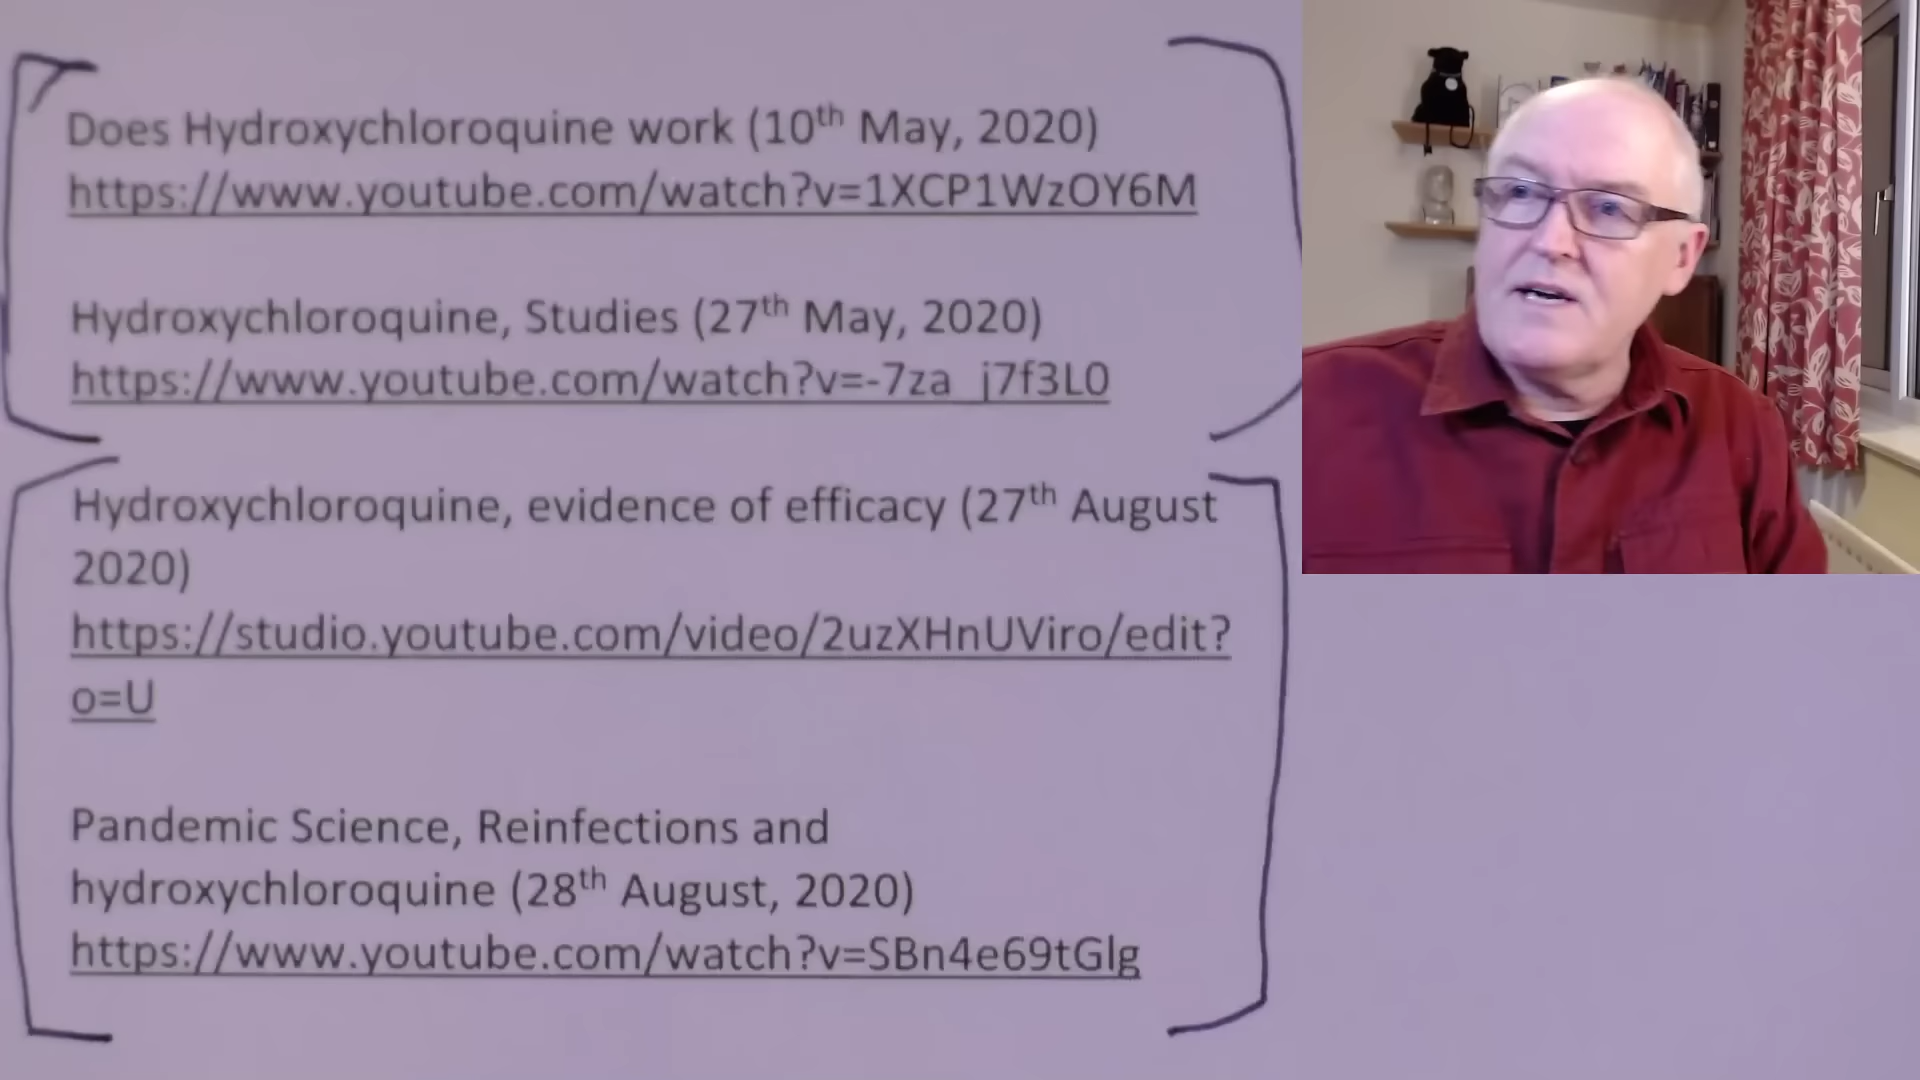 Does Hydroxychloroquine work (10th May, 2020)
https://www.youtube.com/watch?v=1XCP1WzOY6M
Hydroxychloroquine, Studies (27th May, 2020)
https://www.youtube.com/watch?v=-7za_j7f3L0
Hydroxychloroquine, evidence of efficacy (27th August
2020)
https://studio.youtube.com/video/2uzXHnUViro/edit?
o=U
Pandemic Science, Reinfections and
hydroxychloroquine (28th August, 2020)
https://www.youtube.com/watch?v=SBn4e69tGlg